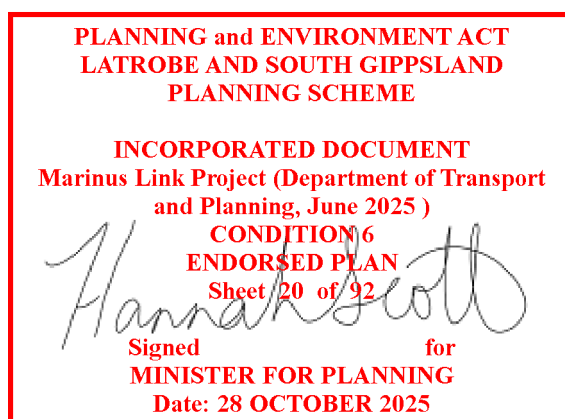 PLANNING and ENVIRONMENT ACT
LATROBE AND SOUTH GIPPSLAND
PLANNING SCHEME
INCORPORATED DOCUMENT
Marinus Link Project (Department of Transport
and Planning, June 2025 )
CONDITION 6
ENDORSED PLAN
Sheet 20 of 92
Hannah Scott
Signed for
MINISTER FOR PLANNING
Date: 28 OCTOBER 2025